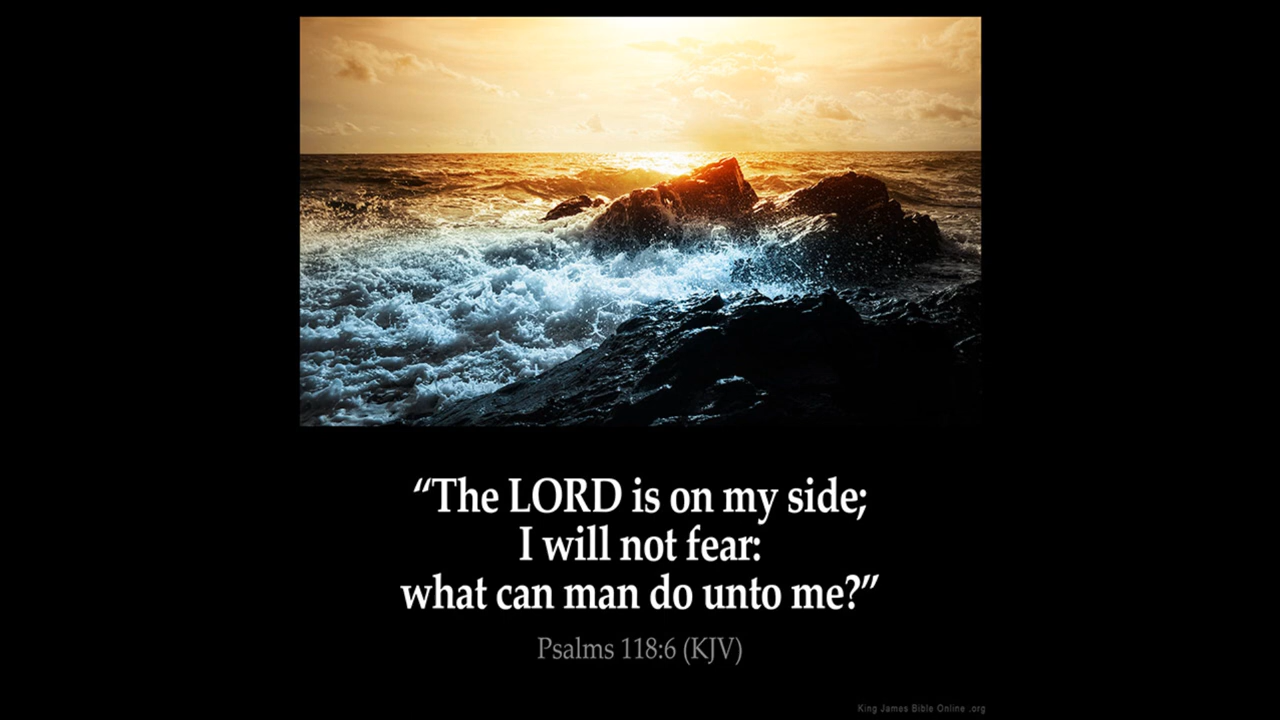 “The LORD is on my side;
I will not fear:
what can man do unto me?”
Psalms 118:6 (KJV)
King James Bible Online .org